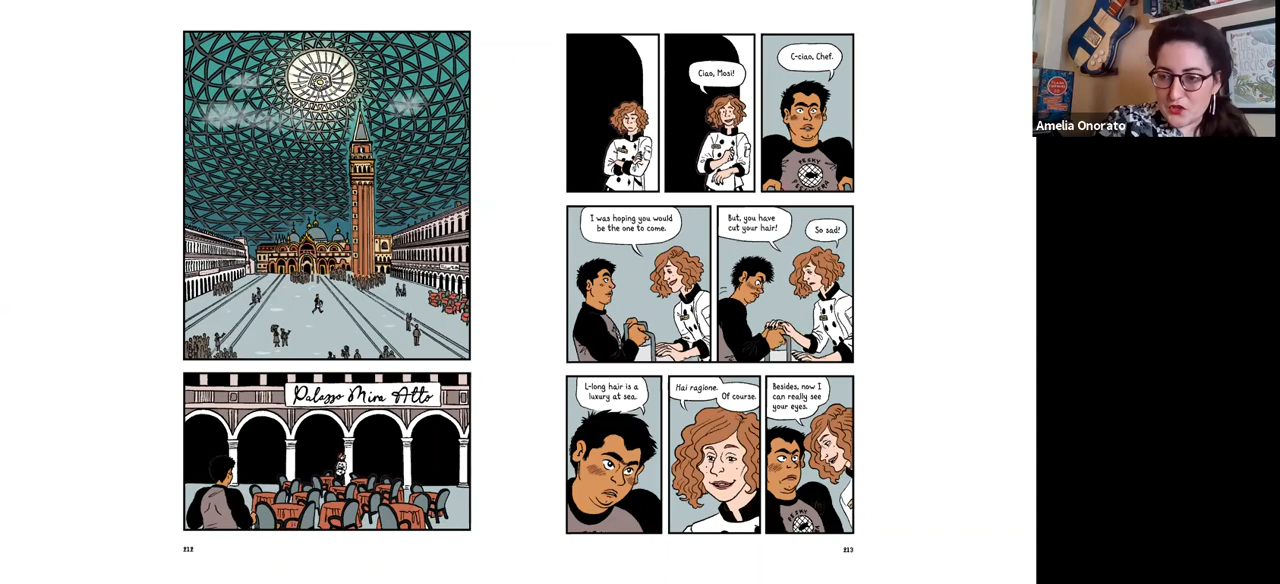 Palazzo Mira Alto
212
Ciao, Mosi!
C-ciao, Chef.
PESKY
I was hoping you would
be the one to come.
But, you have
cut your hair!
So sad!
L-long hair is a
luxury at sea.
Hai ragione.
Of course.
Besides, now I
can really see
your eyes.
PESKY
213
Amelia Onorato